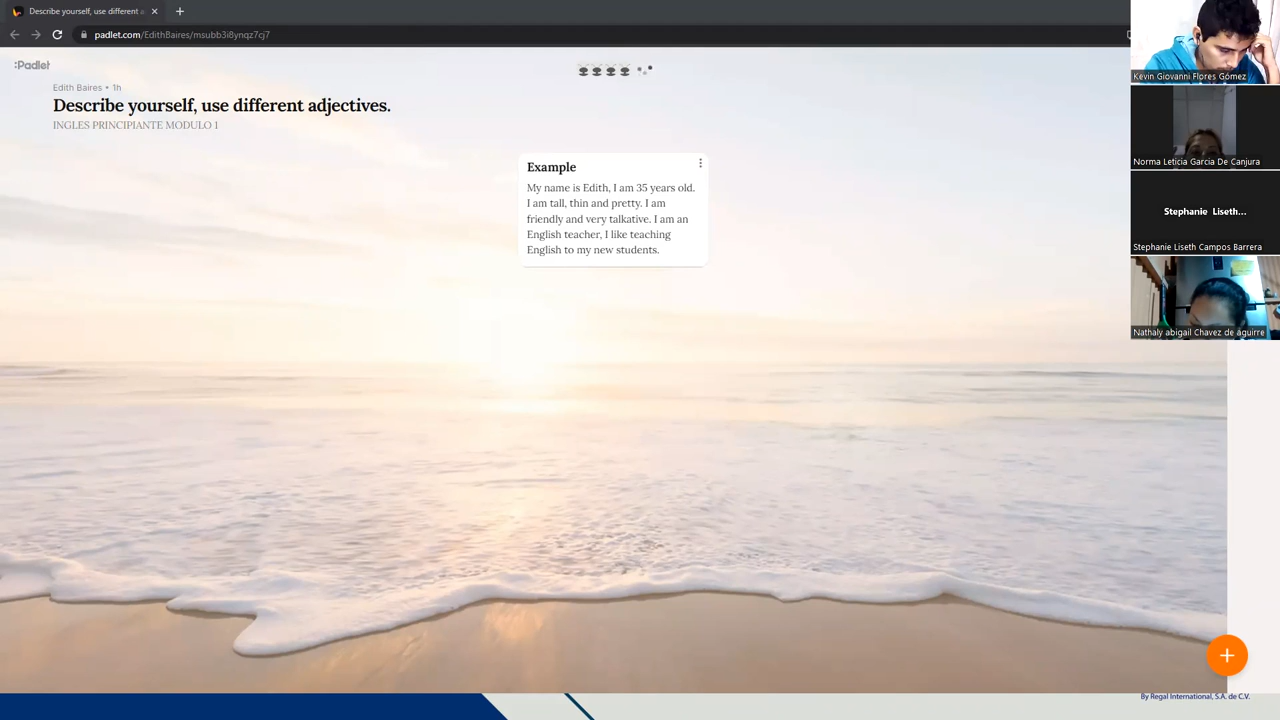 Describe yourself, use different a
padlet.com/EdithBaires/msubb3i8ynqz7cj7
:Padlet
Edith Baires • 1h
Describe yourself, use different adjectives.
INGLES PRINCIPIANTE MODULO 1
Example
My name is Edith, I am 35 years old.
I am tall, thin and pretty. I am
friendly and very talkative. I am an
English teacher, I like teaching
English to my new students.
Kevin Giovanni Flores Gómez
Norma Leticia Garcia De Canjura
Stephanie Liseth...
Stephanie Liseth Campos Barrera
Nathaly abigail Chavez de aguirre
By Regal International, S.A. de C.V.